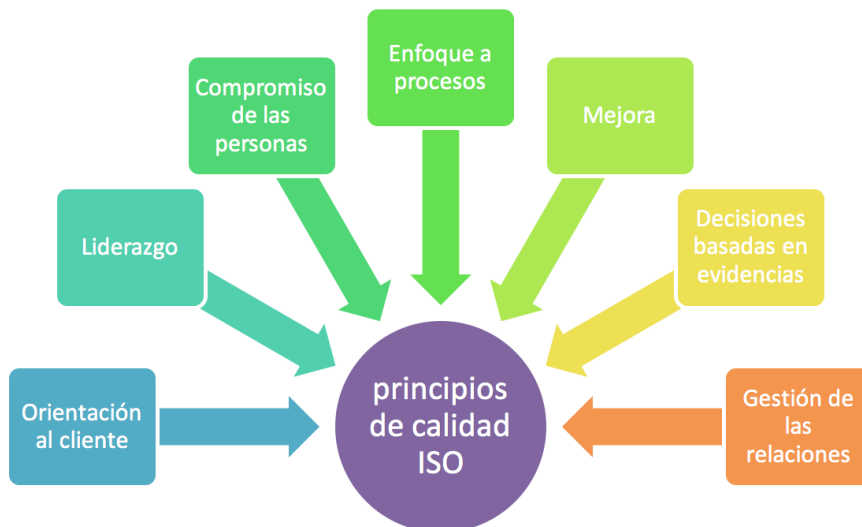 Orientación
al cliente
Liderazgo
Compromiso
de las
personas
Enfoque a
procesos
Mejora
Decisiones
basadas en
evidencias
Gestión de
las
relaciones
principios
de calidad
ISO